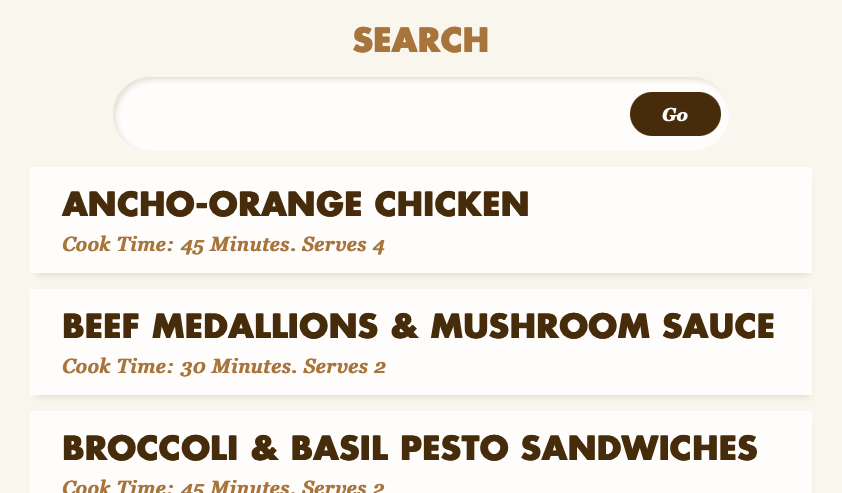 SEARCH
Go
ANCHO-ORANGE CHICKEN
Cook Time: 45 Minutes. Serves 4
BEEF MEDALLIONS & MUSHROOM SAUCE
Cook Time: 30 Minutes. Serves 2
BROCCOLI & BASIL PESTO SANDWICHES
Cook Time: 45 Minutes. Serves 2